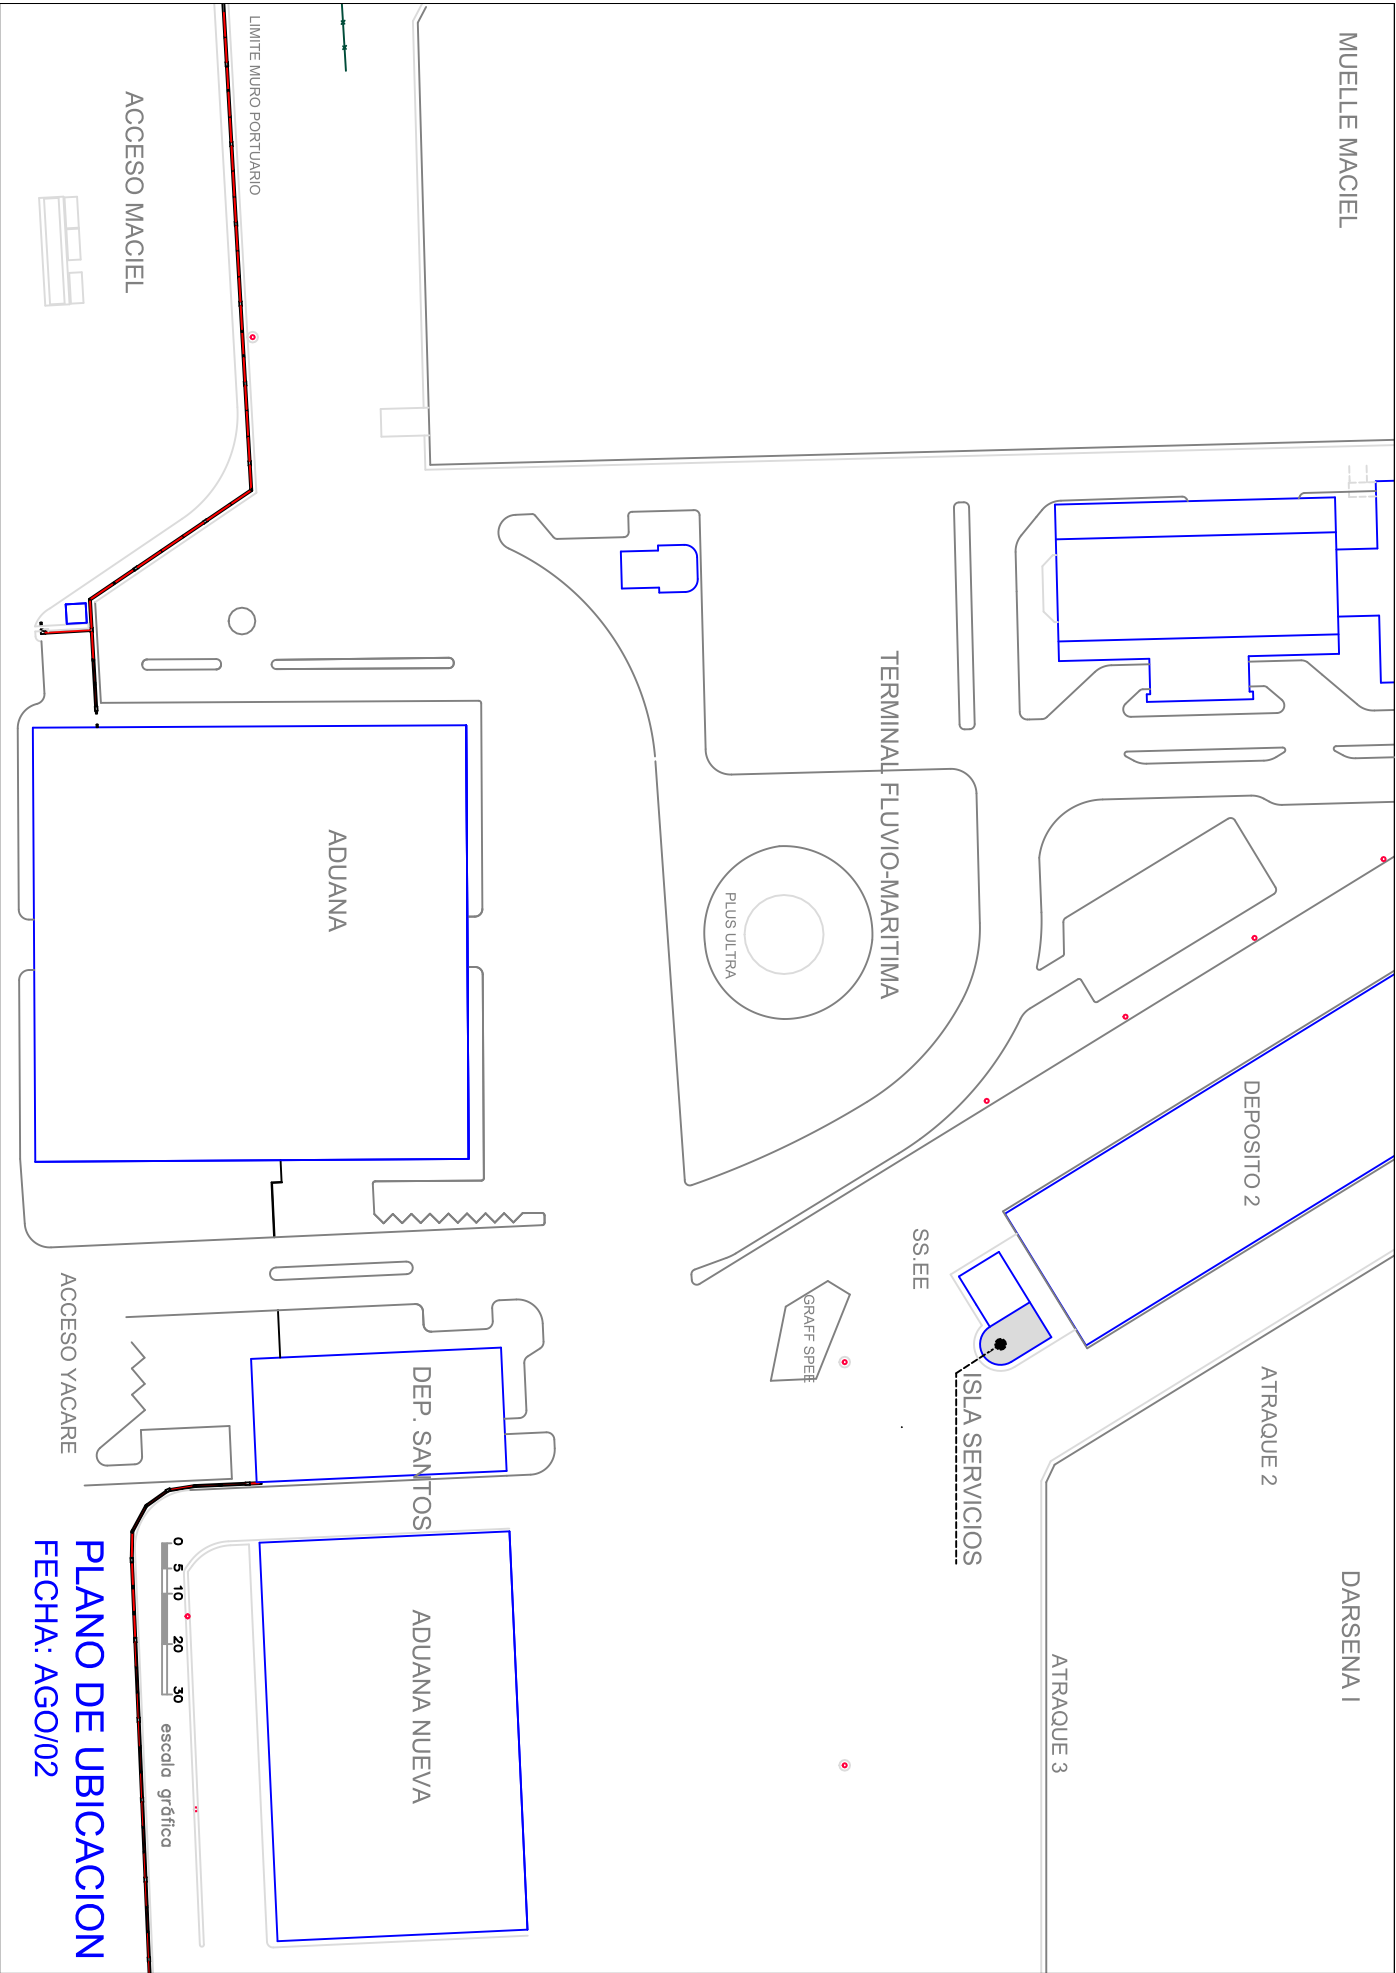 MUELLE MACIEL
LIMITE MURO PORTUARIO
ACCESO MACIEL
TERMINAL FLUVIO-MARITIMA
ADUANA
PLUS ULTRA
DEPOSITO 2
SS.EE
GRAFF SPEE
ATRAQUE 2
ISLA SERVICIOS
ACCESO YACARE
DEP. SANTOS
DARSENA I
ATRAQUE 3
ADUANA NUEVA
0 5 10 20 30
escala gráfica
PLANO DE UBICACION
FECHA: AGO/02